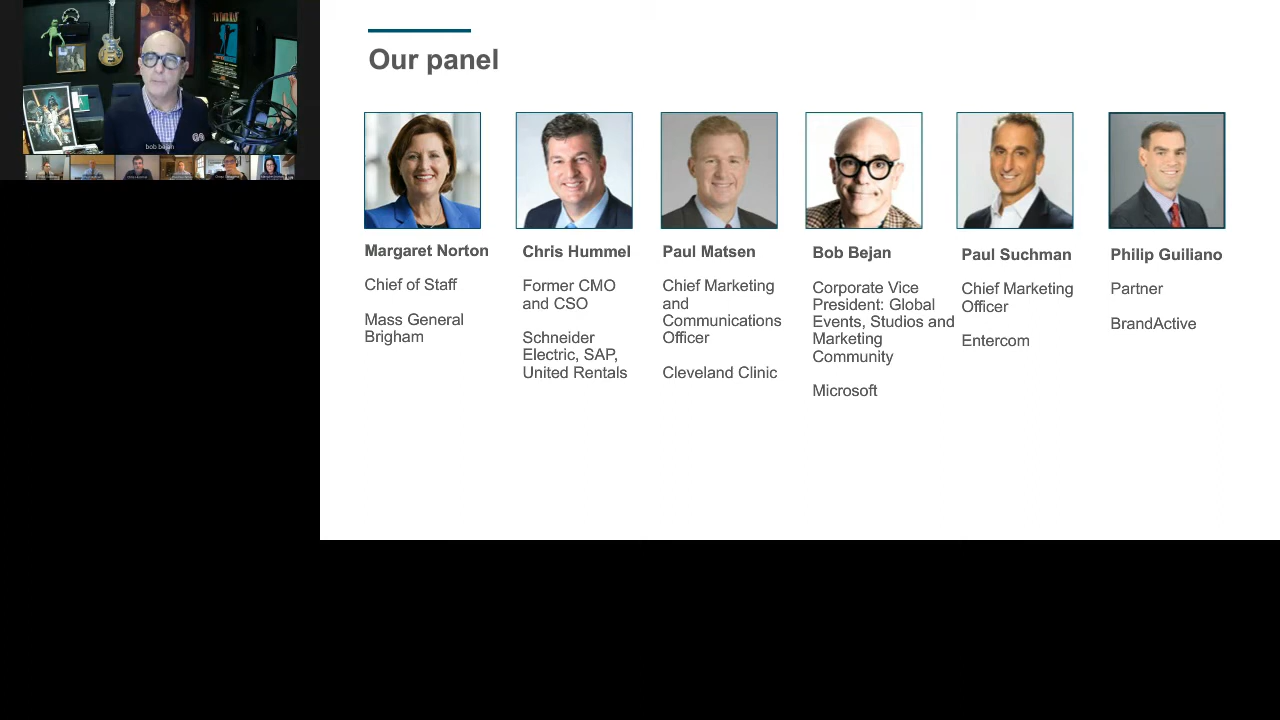 bob bejan
Our panel
Margaret Norton
Chief of Staff
Mass General
Brigham
Chris Hummel
Former CMO
and CSO
Schneider
Electric, SAP,
United Rentals
Paul Matsen
Chief Marketing
and
Communications
Officer
Cleveland Clinic
Bob Bejan
Corporate Vice
President: Global
Events, Studios and
Marketing
Community
Microsoft
Paul Suchman
Chief Marketing
Officer
Entercom
Philip Guiliano
Partner
BrandActive